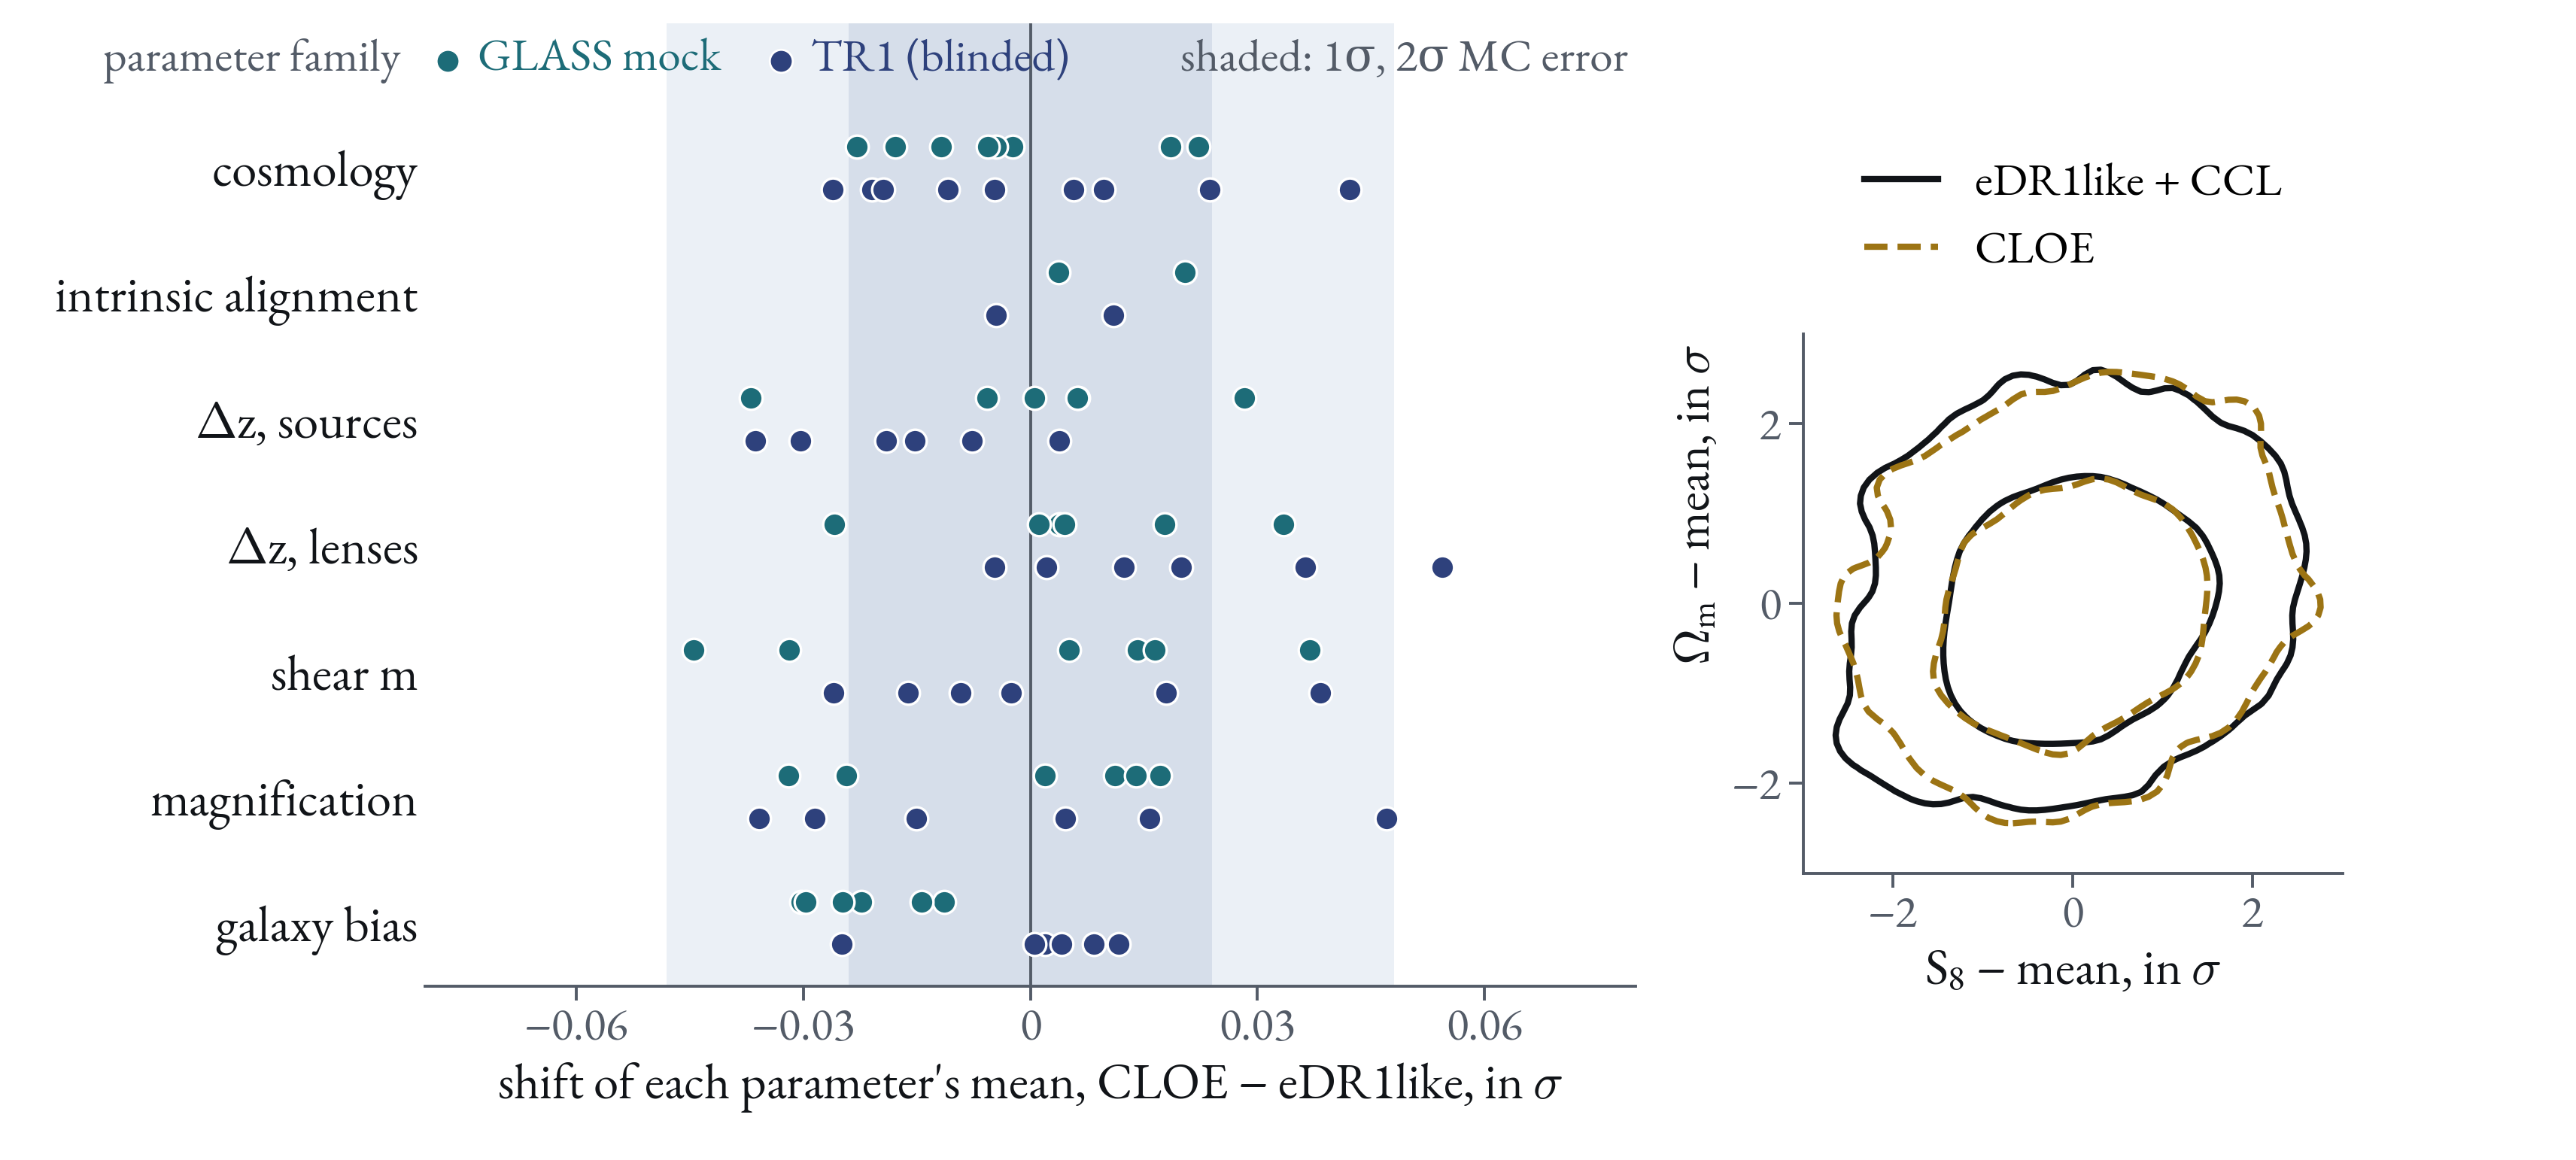 parameter family GLASS mock TR1 (blinded) shaded: 1σ, 2σ MC error
cosmology
intrinsic alignment
Δz, sources
Δz, lenses
shear m
magnification
galaxy bias
−0.06 −0.03 0 0.03 0.06
shift of each parameter's mean, CLOE − eDR1like, in σ
eDR1like + CCL
CLOE
Ωm − mean, in σ
2
0
−2
−2 0 2
S8 − mean, in σ